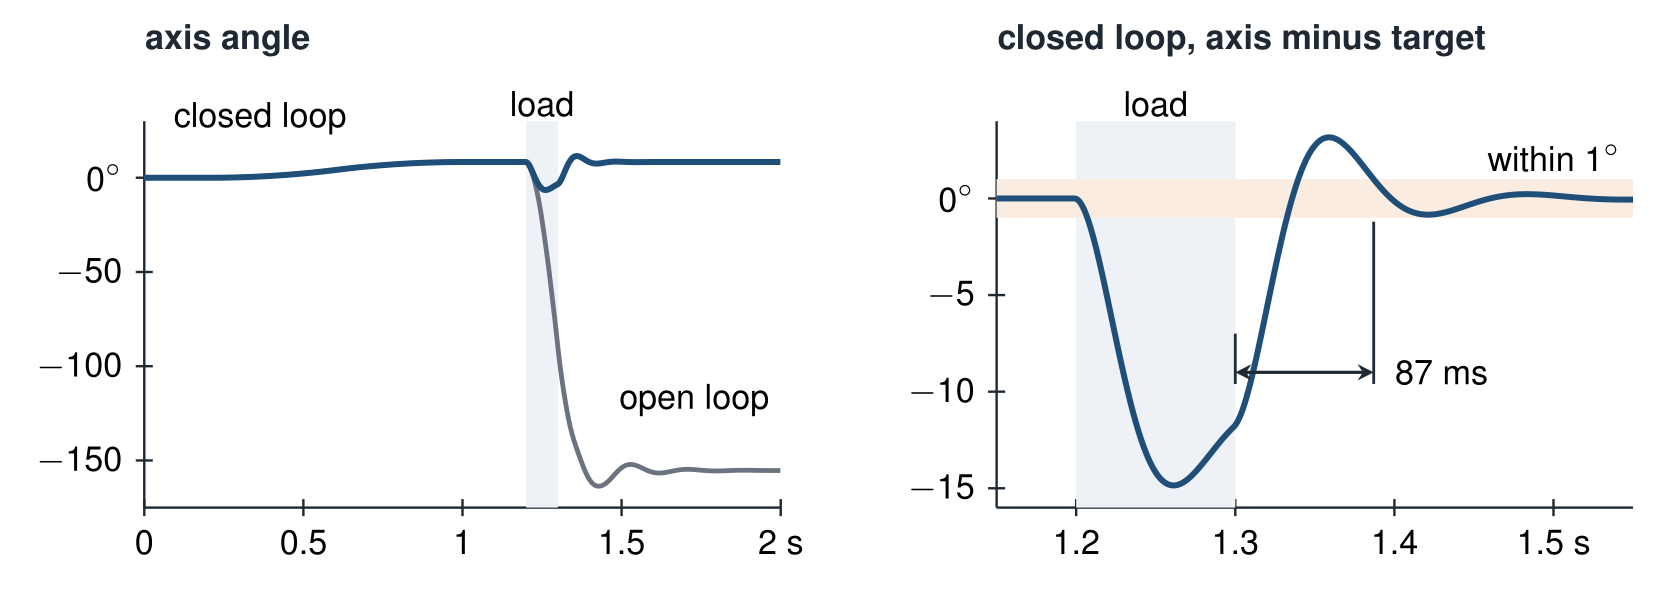 axis angle
closed loop
load
0°
−50
−100
−150
open loop
0
0.5
1
1.5
2 s
closed loop, axis minus target
load
within 1°
0°
−5
−10
−15
87 ms
1.2
1.3
1.4
1.5 s